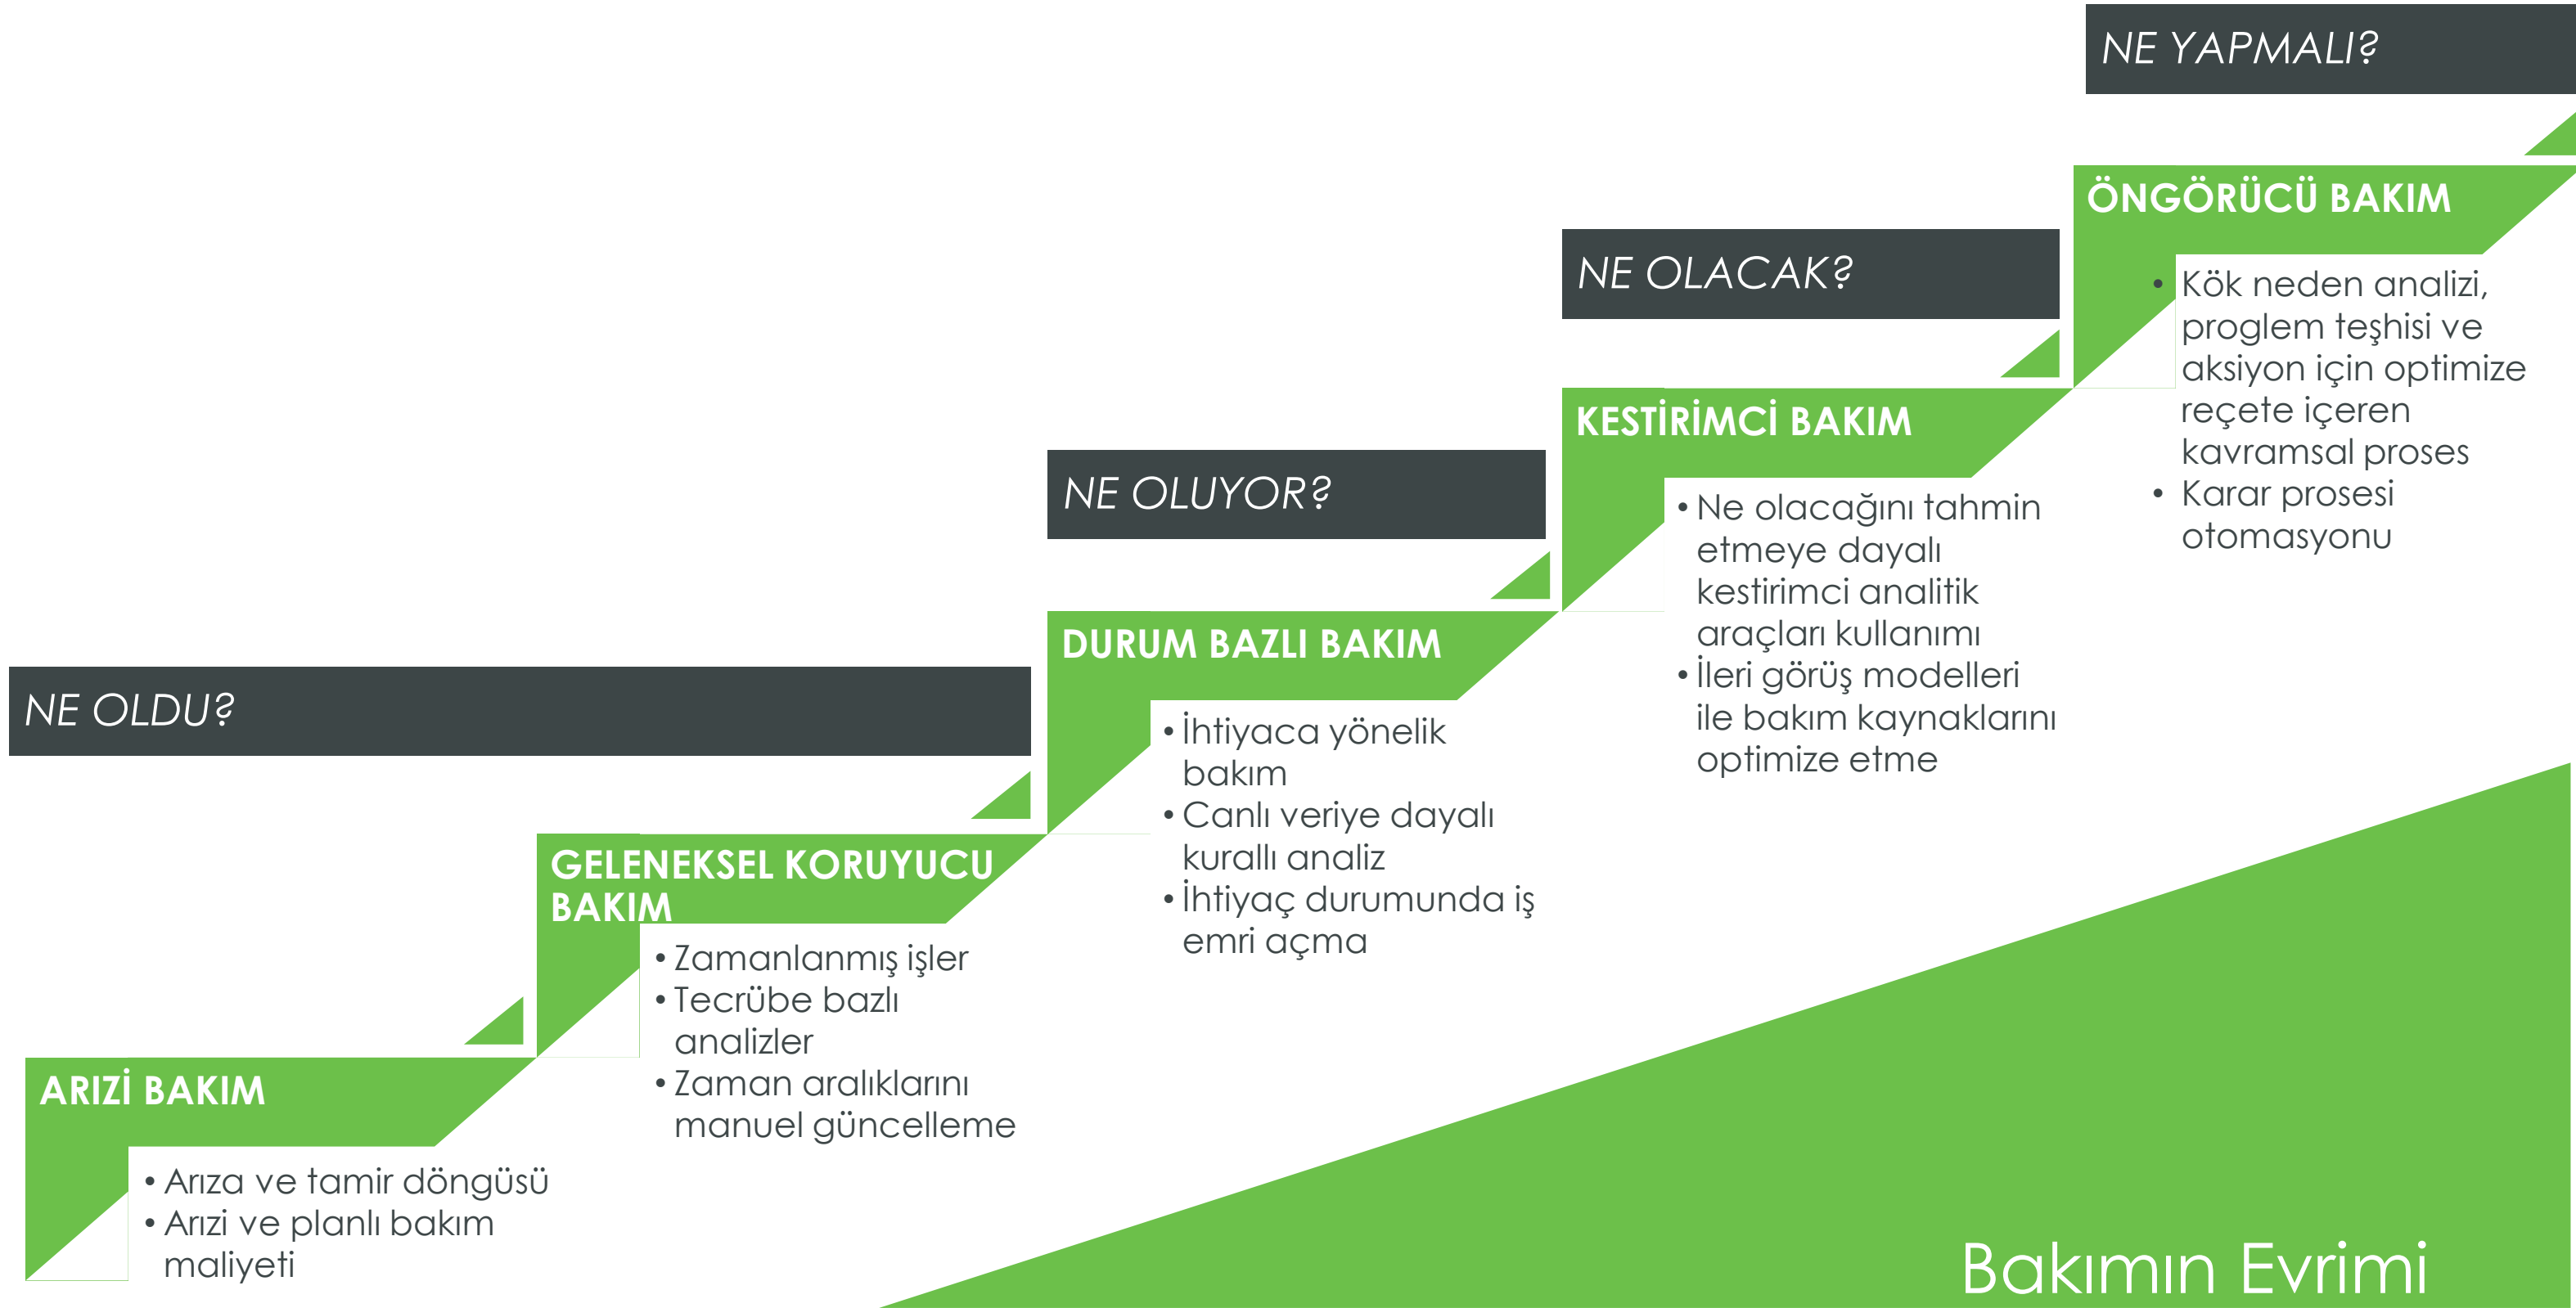 NE YAPMALI?
ÖNGÖRÜCÜ BAKIM
• Kök neden analizi,
proglem teşhisi ve
aksiyon için optimize
reçete içeren
kavramsal proses
• Karar prosesi
otomasyonu
NE OLACAK?
KESTİRİMCİ BAKIM
• Ne olacağını tahmin
etmeye dayalı
kestirimci analitik
araçları kullanımı
• İleri görüş modelleri
ile bakım kaynaklarını
optimize etme
NE OLUYOR?
DURUM BAZLI BAKIM
• İhtiyaca yönelik
bakım
• Canlı veriye dayalı
kurallı analiz
• İhtiyaç durumunda iş
emri açma
NE OLDU?
GELENEKSEL KORUYUCU
BAKIM
• Zamanlanmış işler
• Tecrübe bazlı
analizler
• Zaman aralıklarını
manuel güncelleme
ARIZİ BAKIM
• Arıza ve tamir döngüsü
• Arızi ve planlı bakım
maliyeti
Bakımın Evrimi